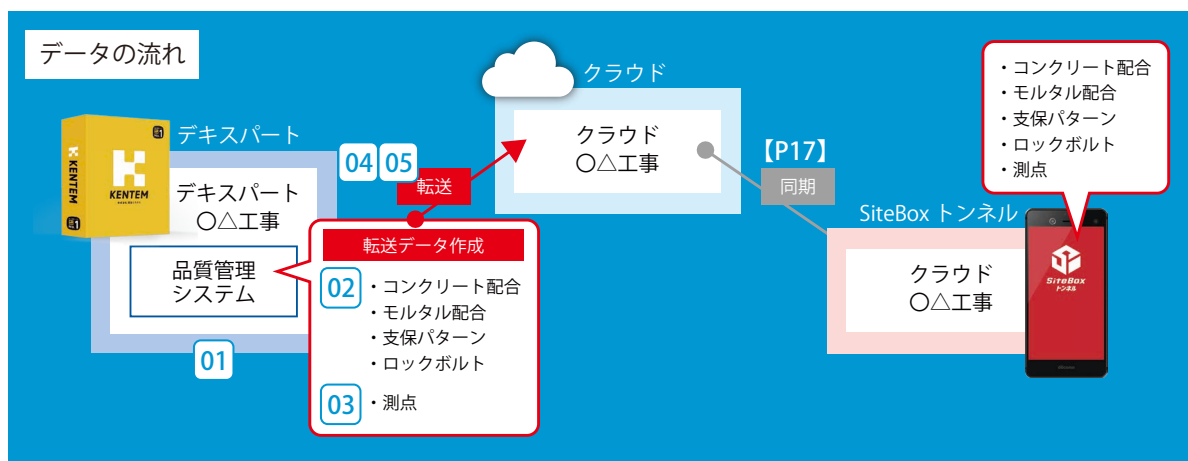 データの流れ
デキスパート
KENTEM
KENTEM
デキスパート
〇△工事
品質管理
システム
01
04 05
転送
転送データ作成
02
・コンクリート配合
・モルタル配合
・支保パターン
・ロックボルト
03
・測点
クラウド
クラウド
〇△工事
【P17】
同期
SiteBox トンネル
クラウド
〇△工事
・コンクリート配合
・モルタル配合
・支保パターン
・ロックボルト
・測点
SiteBox
トンネル